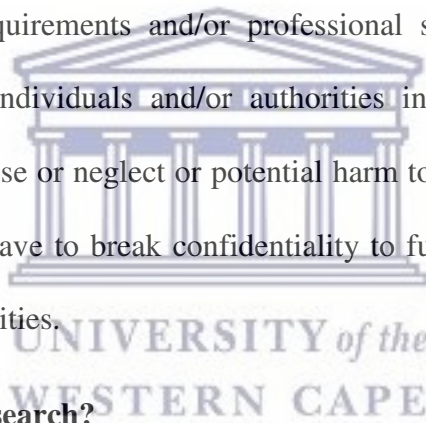 quirements and/or professional s
ndividuals and/or authorities in
se or neglect or potential harm to
ave to break confidentiality to fu
ities.
UNIVERSITY of the
WESTERN CAPE
search?